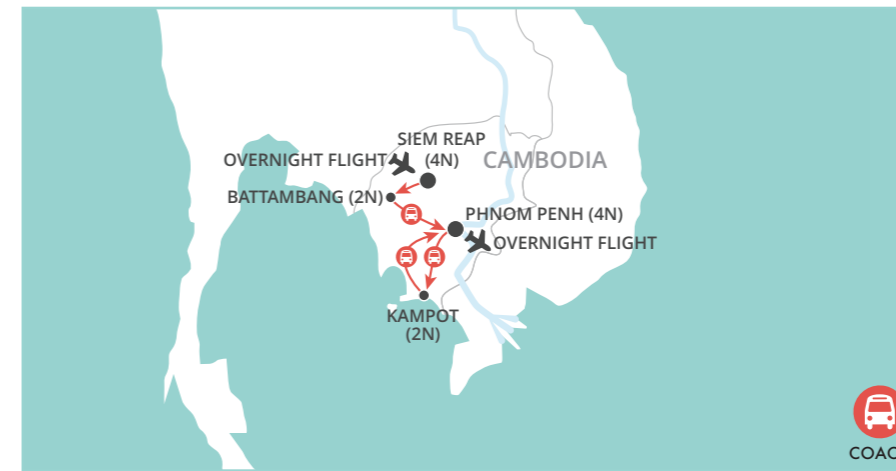 SIEM REAP
(4N)
OVERNIGHT FLIGHT
CAMBODIA
BATTAMBANG (2N)
PHNOM PENH (4N)
OVERNIGHT FLIGHT
KAMPOT
(2N)
COAC